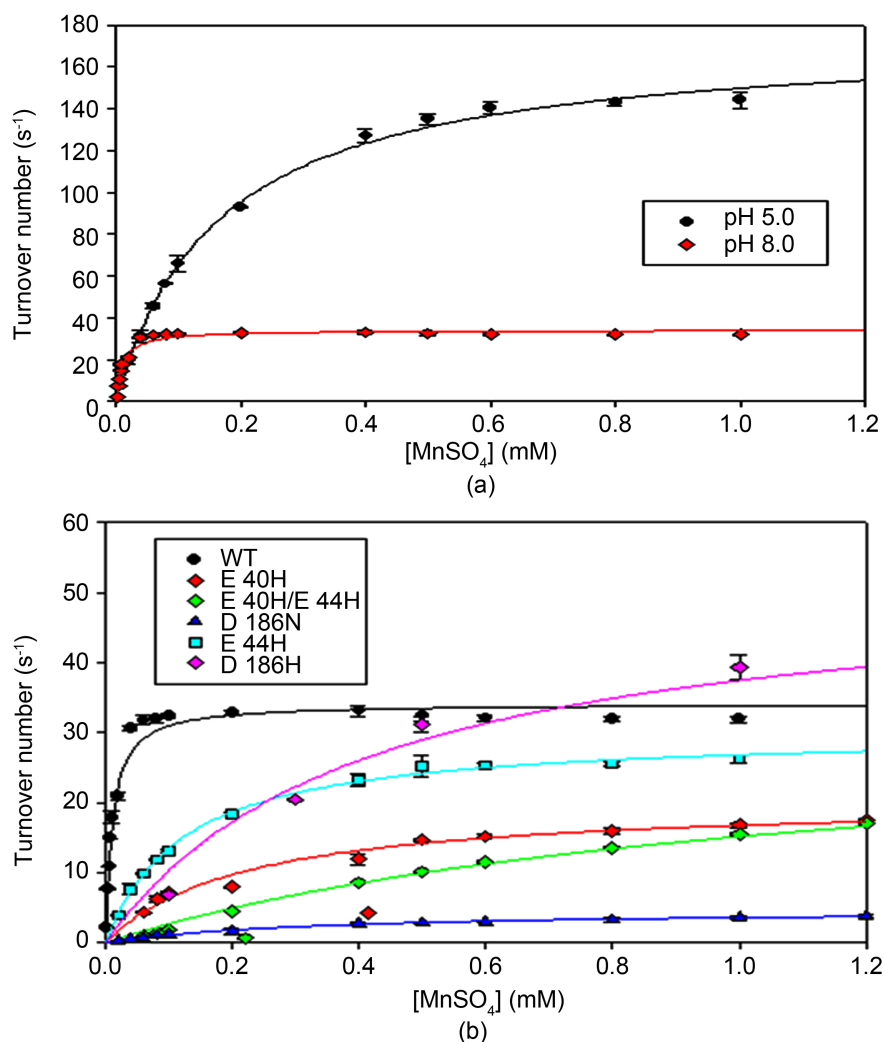 180
160
140
120
100
80
60
40
20
0
Turnover number (s⁻¹)
pH 5.0
pH 8.0
0.0 0.2 0.4 0.6 0.8 1.0 1.2
[MnSO₄] (mM)
(a)
60
50
40
30
20
10
0
Turnover number (s⁻¹)
WT
E 40H
E 40H/E 44H
D 186N
E 44H
D 186H
0.0 0.2 0.4 0.6 0.8 1.0 1.2
[MnSO₄] (mM)
(b)